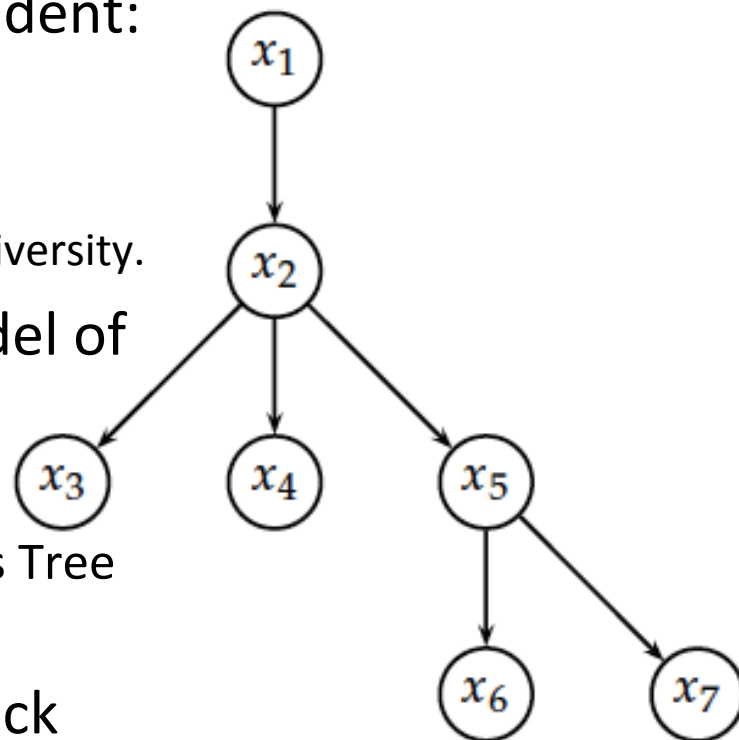 dent:
x1
iversity.
x2
del of
x3 x4 x5
s Tree
x6 x7
ck